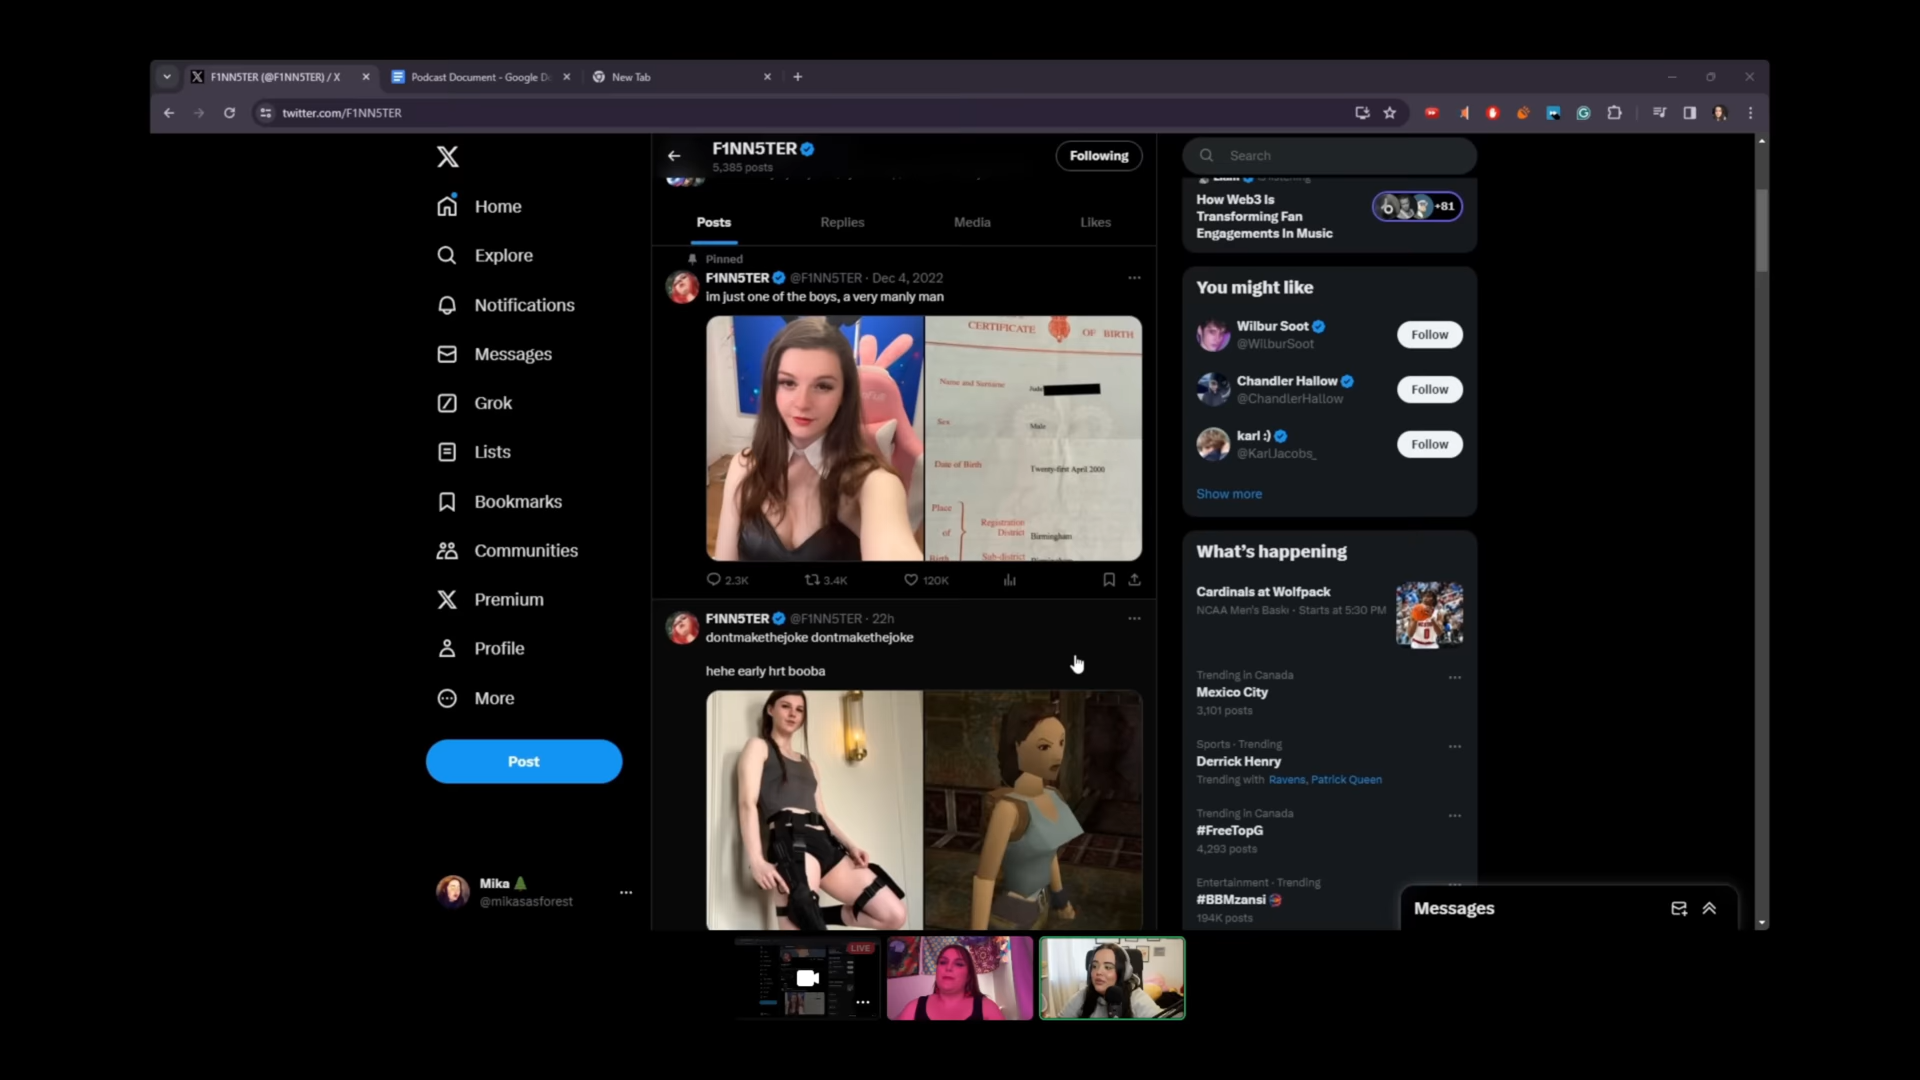 F1NN5TER (@F1NN5TER) / X
Podcast Document - Google D
New Tab
twitter.com/F1NN5TER
F1NN5TER
5,385 posts
Following
Posts
Replies
Media
Likes
Home
Explore
Notifications
Messages
Grok
Lists
Bookmarks
Communities
Premium
Profile
More
Post
Mika
@mikasasforest
Pinned
F1NN5TER @F1NN5TER · Dec 4, 2022
im just one of the boys, a very manly man
CERTIFICATE OF BIRTH
Name and Surname
Sex
Male
Date of Birth
Twenty-first April 2000
Place
of
Birth
Registration
District
Birmingham
Sub-district
2.3K
3.4K
120K
F1NN5TER @F1NN5TER · 22h
dontmakethejoke dontmakethejoke
hehe early hrt booba
Search
How Web3 Is
Transforming Fan
Engagements In Music
+81
You might like
Wilbur Soot
@WilburSoot
Follow
Chandler Hallow
@ChandlerHallow
Follow
karl :)
@KarlJacobs_
Follow
Show more
What's happening
Cardinals at Wolfpack
NCAA Men's Baski · Starts at 5:30 PM
Trending in Canada
Mexico City
3,101 posts
Sports · Trending
Derrick Henry
Trending with Ravens, Patrick Queen
Trending in Canada
#FreeTopG
4,293 posts
Entertainment · Trending
#BBMzansi
194K posts
Messages
LIVE